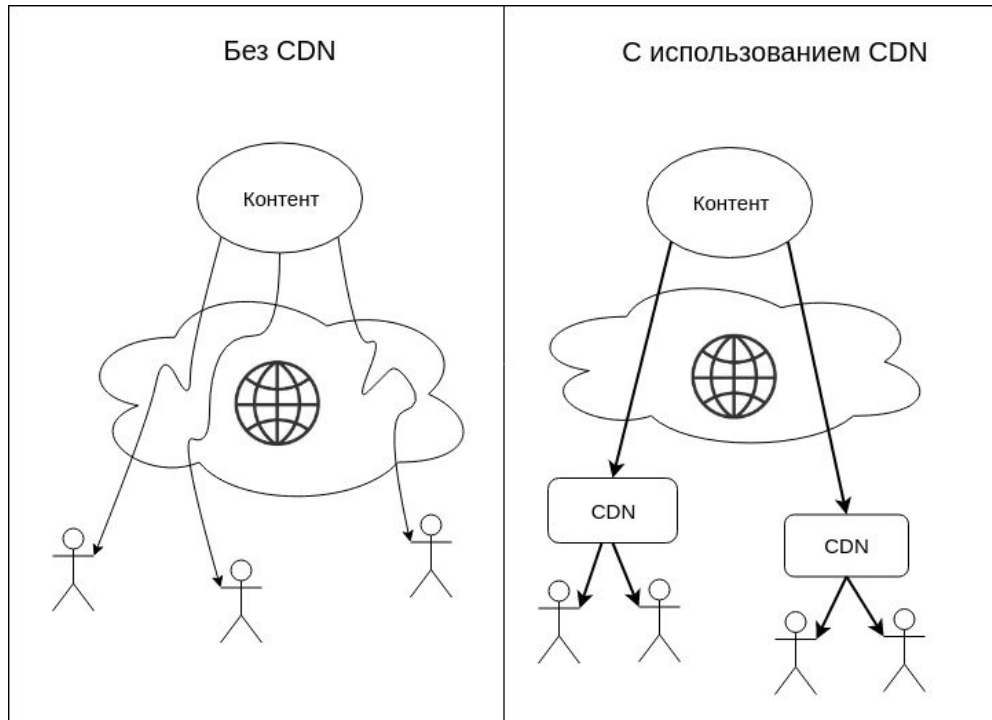 Без CDN
С использованием CDN
Контент
Контент
CDN
CDN